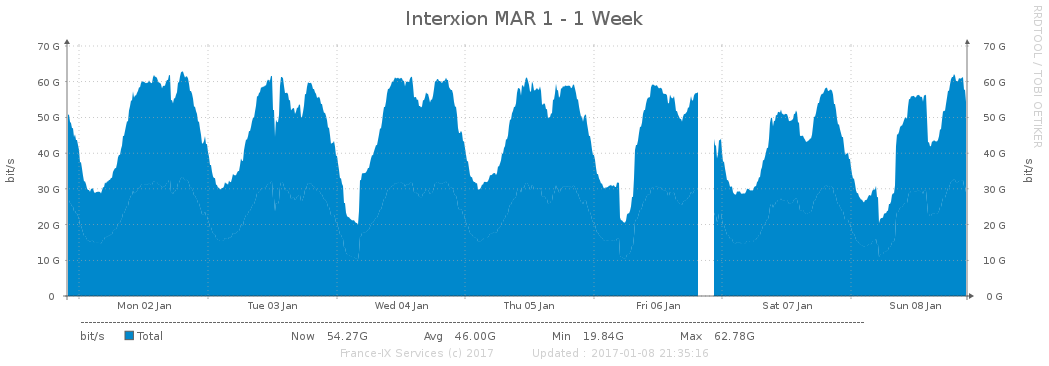 Interxion MAR 1 - 1 Week
RRDTOOL / TOBI OETIKER
bit/s
70 G 70 G
60 G 60 G
50 G 50 G
40 G 40 G
30 G 30 G
20 G 20 G
10 G 10 G
0 0 G
bit/s
Mon 02 Jan Tue 03 Jan Wed 04 Jan Thu 05 Jan Fri 06 Jan Sat 07 Jan Sun 08 Jan
bit/s Total Now 54.27G Avg 46.00G Min 19.84G Max 62.78G
France-IX Services (c) 2017 Updated : 2017-01-08 21:35:16